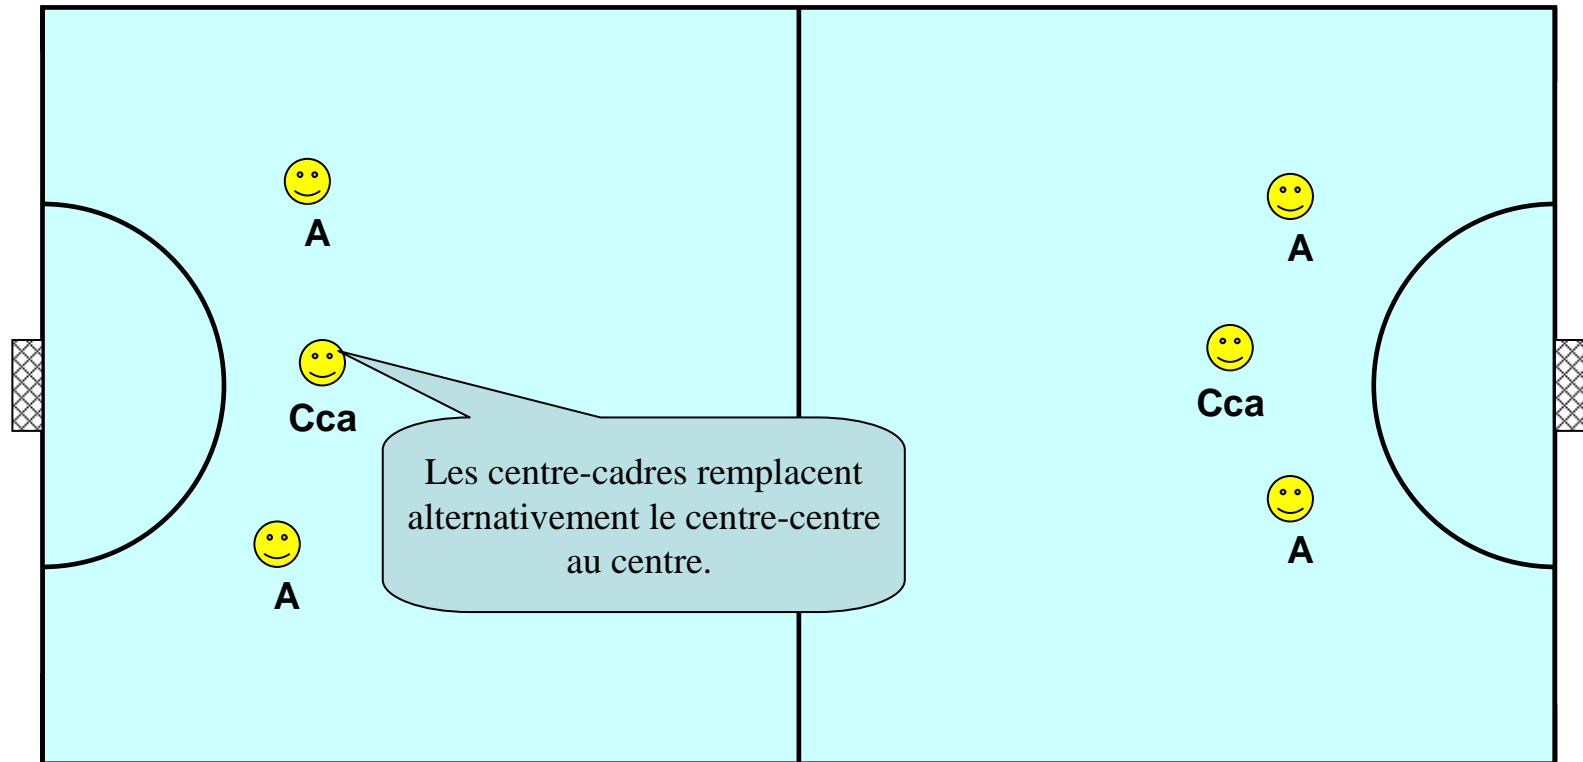 A
A
Cca
Cca
Les centre-cadres remplacent
alternativement le centre-centre
au centre.
A
A